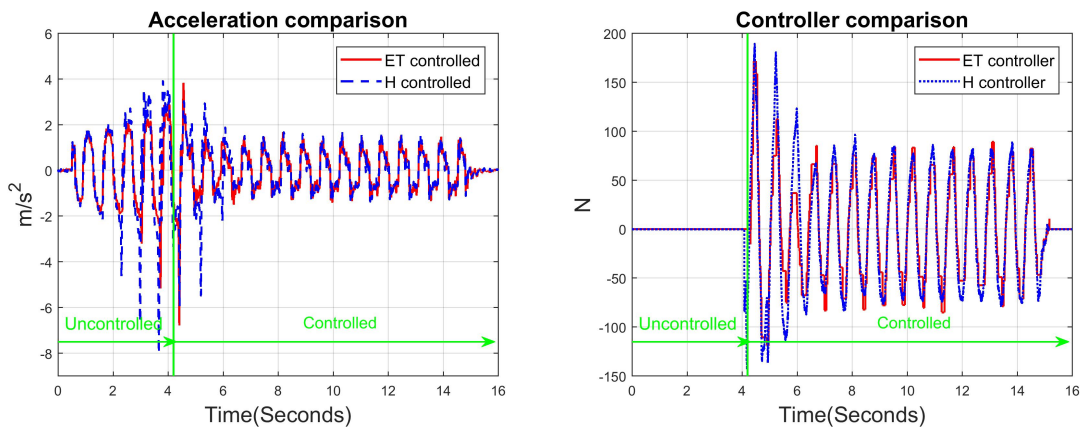 Acceleration comparison
6
4
2
0
-2
-4
-6
-8
m/s²
ET controlled
H controlled
Uncontrolled
Controlled
0 2 4 6 8 10 12 14 16
Time(Seconds)
Controller comparison
200
150
100
50
0
-50
-100
-150
N
ET controller
H controller
Uncontrolled
Controlled
0 2 4 6 8 10 12 14 16
Time(Seconds)